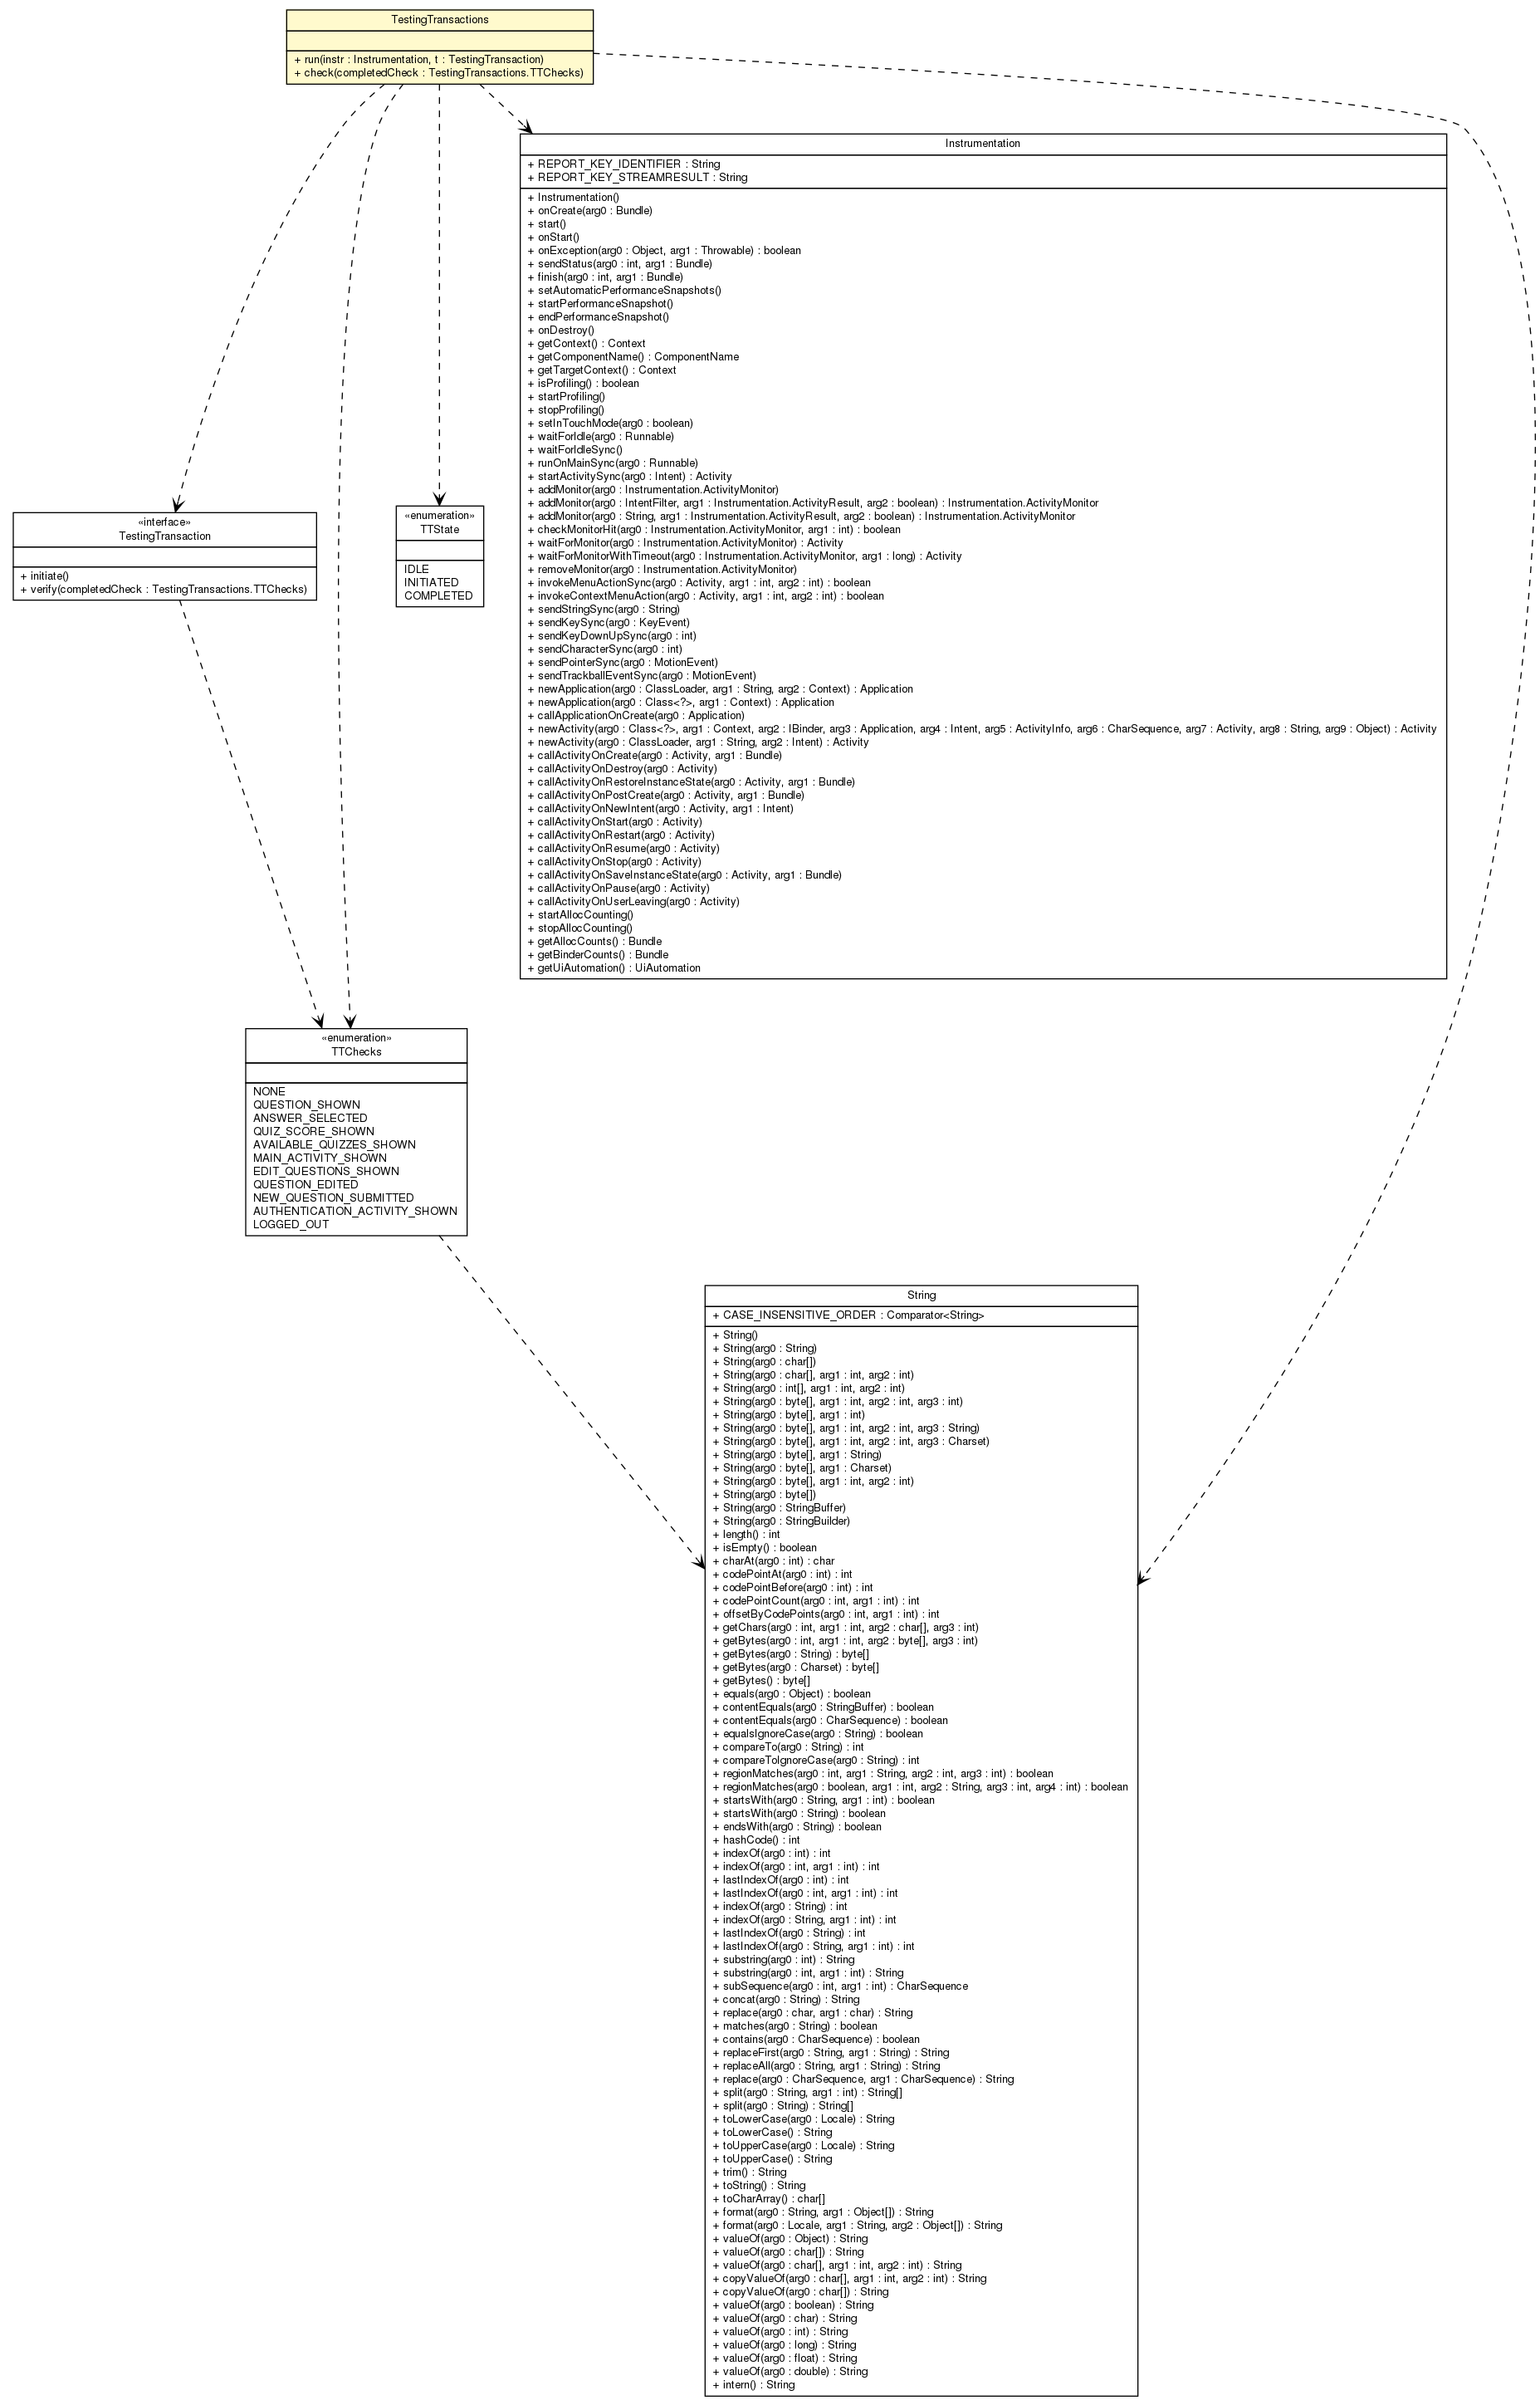 TestingTransactions
+ run(instr : Instrumentation, t : TestingTransaction)
+ check(completedCheck : TestingTransactions.TTChecks)
Instrumentation
+ REPORT_KEY_IDENTIFIER : String
+ REPORT_KEY_STREAMRESULT : String
+ Instrumentation()
+ onCreate(arg0 : Bundle)
+ start()
+ onStart()
+ onException(arg0 : Object, arg1 : Throwable) : boolean
+ sendStatus(arg0 : int, arg1 : Bundle)
+ finish(arg0 : int, arg1 : Bundle)
+ setAutomaticPerformanceSnapshots()
+ startPerformanceSnapshot()
+ endPerformanceSnapshot()
+ onDestroy()
+ getContext() : Context
+ getComponentName() : ComponentName
+ getTargetContext() : Context
+ isProfiling() : boolean
+ startProfiling()
+ stopProfiling()
+ setInTouchMode(arg0 : boolean)
+ waitForIdle(arg0 : Runnable)
+ waitForIdleSync()
+ runOnMainSync(arg0 : Runnable)
+ startActivitySync(arg0 : Intent) : Activity
+ addMonitor(arg0 : Instrumentation.ActivityMonitor)
+ addMonitor(arg0 : IntentFilter, arg1 : Instrumentation.ActivityResult, arg2 : boolean) : Instrumentation.ActivityMonitor
+ addMonitor(arg0 : String, arg1 : Instrumentation.ActivityResult, arg2 : boolean) : Instrumentation.ActivityMonitor
+ checkMonitorHit(arg0 : Instrumentation.ActivityMonitor, arg1 : int) : boolean
+ waitForMonitor(arg0 : Instrumentation.ActivityMonitor) : Activity
+ waitForMonitorWithTimeout(arg0 : Instrumentation.ActivityMonitor, arg1 : long) : Activity
+ removeMonitor(arg0 : Instrumentation.ActivityMonitor)
+ invokeMenuActionSync(arg0 : Activity, arg1 : int, arg2 : int) : boolean
+ invokeContextMenuAction(arg0 : Activity, arg1 : int, arg2 : int) : boolean
+ sendStringSync(arg0 : String)
+ sendKeySync(arg0 : KeyEvent)
+ sendKeyDownUpSync(arg0 : int)
+ sendCharacterSync(arg0 : int)
+ sendPointerSync(arg0 : MotionEvent)
+ sendTrackballEventSync(arg0 : MotionEvent)
+ newApplication(arg0 : ClassLoader, arg1 : String, arg2 : Context) : Application
+ newApplication(arg0 : Class<?>, arg1 : Context) : Application
+ callApplicationOnCreate(arg0 : Application)
+ newActivity(arg0 : Class<?>, arg1 : Context, arg2 : IBinder, arg3 : Application, arg4 : Intent, arg5 : ActivityInfo, arg6 : CharSequence, arg7 : Activity, arg8 : String, arg9 : Object) : Activity
+ newActivity(arg0 : ClassLoader, arg1 : String, arg2 : Intent) : Activity
+ callActivityOnCreate(arg0 : Activity, arg1 : Bundle)
+ callActivityOnDestroy(arg0 : Activity)
+ callActivityOnRestoreInstanceState(arg0 : Activity, arg1 : Bundle)
+ callActivityOnPostCreate(arg0 : Activity, arg1 : Bundle)
+ callActivityOnNewIntent(arg0 : Activity, arg1 : Intent)
+ callActivityOnStart(arg0 : Activity)
+ callActivityOnRestart(arg0 : Activity)
+ callActivityOnResume(arg0 : Activity)
+ callActivityOnStop(arg0 : Activity)
+ callActivityOnSaveInstanceState(arg0 : Activity, arg1 : Bundle)
+ callActivityOnPause(arg0 : Activity)
+ callActivityOnUserLeaving(arg0 : Activity)
+ startAllocCounting()
+ stopAllocCounting()
+ getAllocCounts() : Bundle
+ getBinderCounts() : Bundle
+ getUiAutomation() : UiAutomation
«interface»
TestingTransaction
+ initiate()
+ verify(completedCheck : TestingTransactions.TTChecks)
«enumeration»
TTState
IDLE
INITIATED
COMPLETED
«enumeration»
TTChecks
NONE
QUESTION_SHOWN
ANSWER_SELECTED
QUIZ_SCORE_SHOWN
AVAILABLE_QUIZZES_SHOWN
MAIN_ACTIVITY_SHOWN
EDIT_QUESTIONS_SHOWN
QUESTION_EDITED
NEW_QUESTION_SUBMITTED
AUTHENTICATION_ACTIVITY_SHOWN
LOGGED_OUT
String
+ CASE_INSENSITIVE_ORDER : Comparator<String>
+ String()
+ String(arg0 : String)
+ String(arg0 : char[])
+ String(arg0 : char[], arg1 : int, arg2 : int)
+ String(arg0 : int[], arg1 : int, arg2 : int)
+ String(arg0 : byte[], arg1 : int, arg2 : int, arg3 : int)
+ String(arg0 : byte[], arg1 : int)
+ String(arg0 : byte[], arg1 : int, arg2 : int, arg3 : String)
+ String(arg0 : byte[], arg1 : int, arg2 : int, arg3 : Charset)
+ String(arg0 : byte[], arg1 : String)
+ String(arg0 : byte[], arg1 : Charset)
+ String(arg0 : byte[], arg1 : int, arg2 : int)
+ String(arg0 : byte[])
+ String(arg0 : StringBuffer)
+ String(arg0 : StringBuilder)
+ length() : int
+ isEmpty() : boolean
+ charAt(arg0 : int) : char
+ codePointAt(arg0 : int) : int
+ codePointBefore(arg0 : int) : int
+ codePointCount(arg0 : int, arg1 : int) : int
+ offsetByCodePoints(arg0 : int, arg1 : int) : int
+ getChars(arg0 : int, arg1 : int, arg2 : char[], arg3 : int)
+ getBytes(arg0 : int, arg1 : int, arg2 : byte[], arg3 : int)
+ getBytes(arg0 : String) : byte[]
+ getBytes(arg0 : Charset) : byte[]
+ getBytes() : byte[]
+ equals(arg0 : Object) : boolean
+ contentEquals(arg0 : StringBuffer) : boolean
+ contentEquals(arg0 : CharSequence) : boolean
+ equalsIgnoreCase(arg0 : String) : boolean
+ compareTo(arg0 : String) : int
+ compareToIgnoreCase(arg0 : String) : int
+ regionMatches(arg0 : int, arg1 : String, arg2 : int, arg3 : int) : boolean
+ regionMatches(arg0 : boolean, arg1 : int, arg2 : String, arg3 : int, arg4 : int) : boolean
+ startsWith(arg0 : String, arg1 : int) : boolean
+ startsWith(arg0 : String) : boolean
+ endsWith(arg0 : String) : boolean
+ hashCode() : int
+ indexOf(arg0 : int) : int
+ indexOf(arg0 : int, arg1 : int) : int
+ lastIndexOf(arg0 : int) : int
+ lastIndexOf(arg0 : int, arg1 : int) : int
+ indexOf(arg0 : String) : int
+ indexOf(arg0 : String, arg1 : int) : int
+ lastIndexOf(arg0 : String) : int
+ lastIndexOf(arg0 : String, arg1 : int) : int
+ substring(arg0 : int) : String
+ substring(arg0 : int, arg1 : int) : String
+ subSequence(arg0 : int, arg1 : int) : CharSequence
+ concat(arg0 : String) : String
+ replace(arg0 : char, arg1 : char) : String
+ matches(arg0 : String) : boolean
+ contains(arg0 : CharSequence) : boolean
+ replaceFirst(arg0 : String, arg1 : String) : String
+ replaceAll(arg0 : String, arg1 : String) : String
+ replace(arg0 : CharSequence, arg1 : CharSequence) : String
+ split(arg0 : String, arg1 : int) : String[]
+ split(arg0 : String) : String[]
+ toLowerCase(arg0 : Locale) : String
+ toLowerCase() : String
+ toUpperCase(arg0 : Locale) : String
+ toUpperCase() : String
+ trim() : String
+ toString() : String
+ toCharArray() : char[]
+ format(arg0 : String, arg1 : Object[]) : String
+ format(arg0 : Locale, arg1 : String, arg2 : Object[]) : String
+ valueOf(arg0 : Object) : String
+ valueOf(arg0 : char[]) : String
+ valueOf(arg0 : char[], arg1 : int, arg2 : int) : String
+ copyValueOf(arg0 : char[], arg1 : int, arg2 : int) : String
+ copyValueOf(arg0 : char[]) : String
+ valueOf(arg0 : boolean) : String
+ valueOf(arg0 : char) : String
+ valueOf(arg0 : int) : String
+ valueOf(arg0 : long) : String
+ valueOf(arg0 : float) : String
+ valueOf(arg0 : double) : String
+ intern() : String